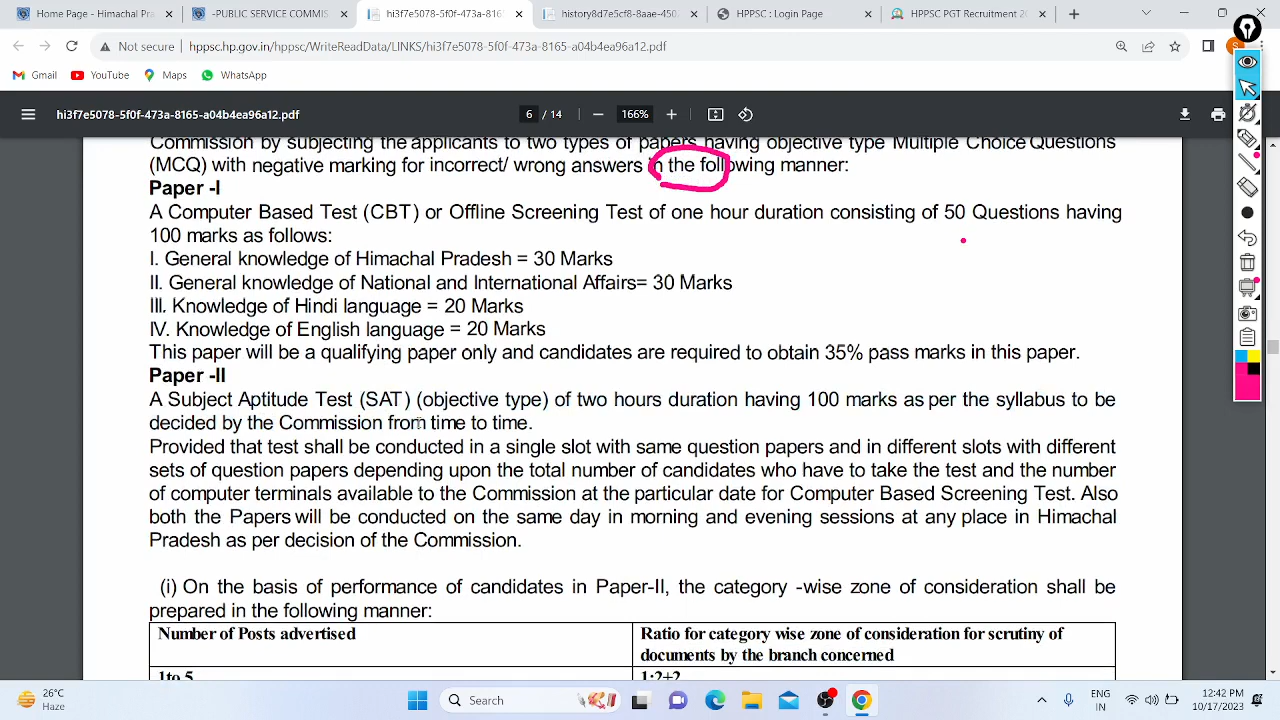 Home Page - Himachal Pr
-PUBLIC SERVICE COMMIS
hi3f7e5078-5f0f-473a-816
history8d7e5cf8-8aae-450
HPPSC : Login Page
HPPSC PGT Recruitment 20
Not secure hppsc.hp.gov.in/hppsc/WriteReadData/LINKS/hi3f7e5078-5f0f-473a-8165-a04b4ea96a12.pdf
Gmail YouTube Maps WhatsApp
hi3f7e5078-5f0f-473a-8165-a04b4ea96a12.pdf 6 / 14 166%
Commission by subjecting the applicants to two types of papers having objective type Multiple Choice Questions
(MCQ) with negative marking for incorrect/ wrong answers in the following manner:
Paper -I
A Computer Based Test (CBT) or Offline Screening Test of one hour duration consisting of 50 Questions having
100 marks as follows:
I. General knowledge of Himachal Pradesh = 30 Marks
II. General knowledge of National and International Affairs= 30 Marks
III. Knowledge of Hindi language = 20 Marks
IV. Knowledge of English language = 20 Marks
This paper will be a qualifying paper only and candidates are required to obtain 35% pass marks in this paper.
Paper -II
A Subject Aptitude Test (SAT) (objective type) of two hours duration having 100 marks as per the syllabus to be
decided by the Commission from time to time.
Provided that test shall be conducted in a single slot with same question papers and in different slots with different
sets of question papers depending upon the total number of candidates who have to take the test and the number
of computer terminals available to the Commission at the particular date for Computer Based Screening Test. Also
both the Papers will be conducted on the same day in morning and evening sessions at any place in Himachal
Pradesh as per decision of the Commission.
(i) On the basis of performance of candidates in Paper-II, the category -wise zone of consideration shall be
prepared in the following manner:
Number of Posts advertised
Ratio for category wise zone of consideration for scrutiny of
documents by the branch concerned
1to 5 1:2+2
26°C
Haze
Search
ENG
IN
12:42 PM
10/17/2023